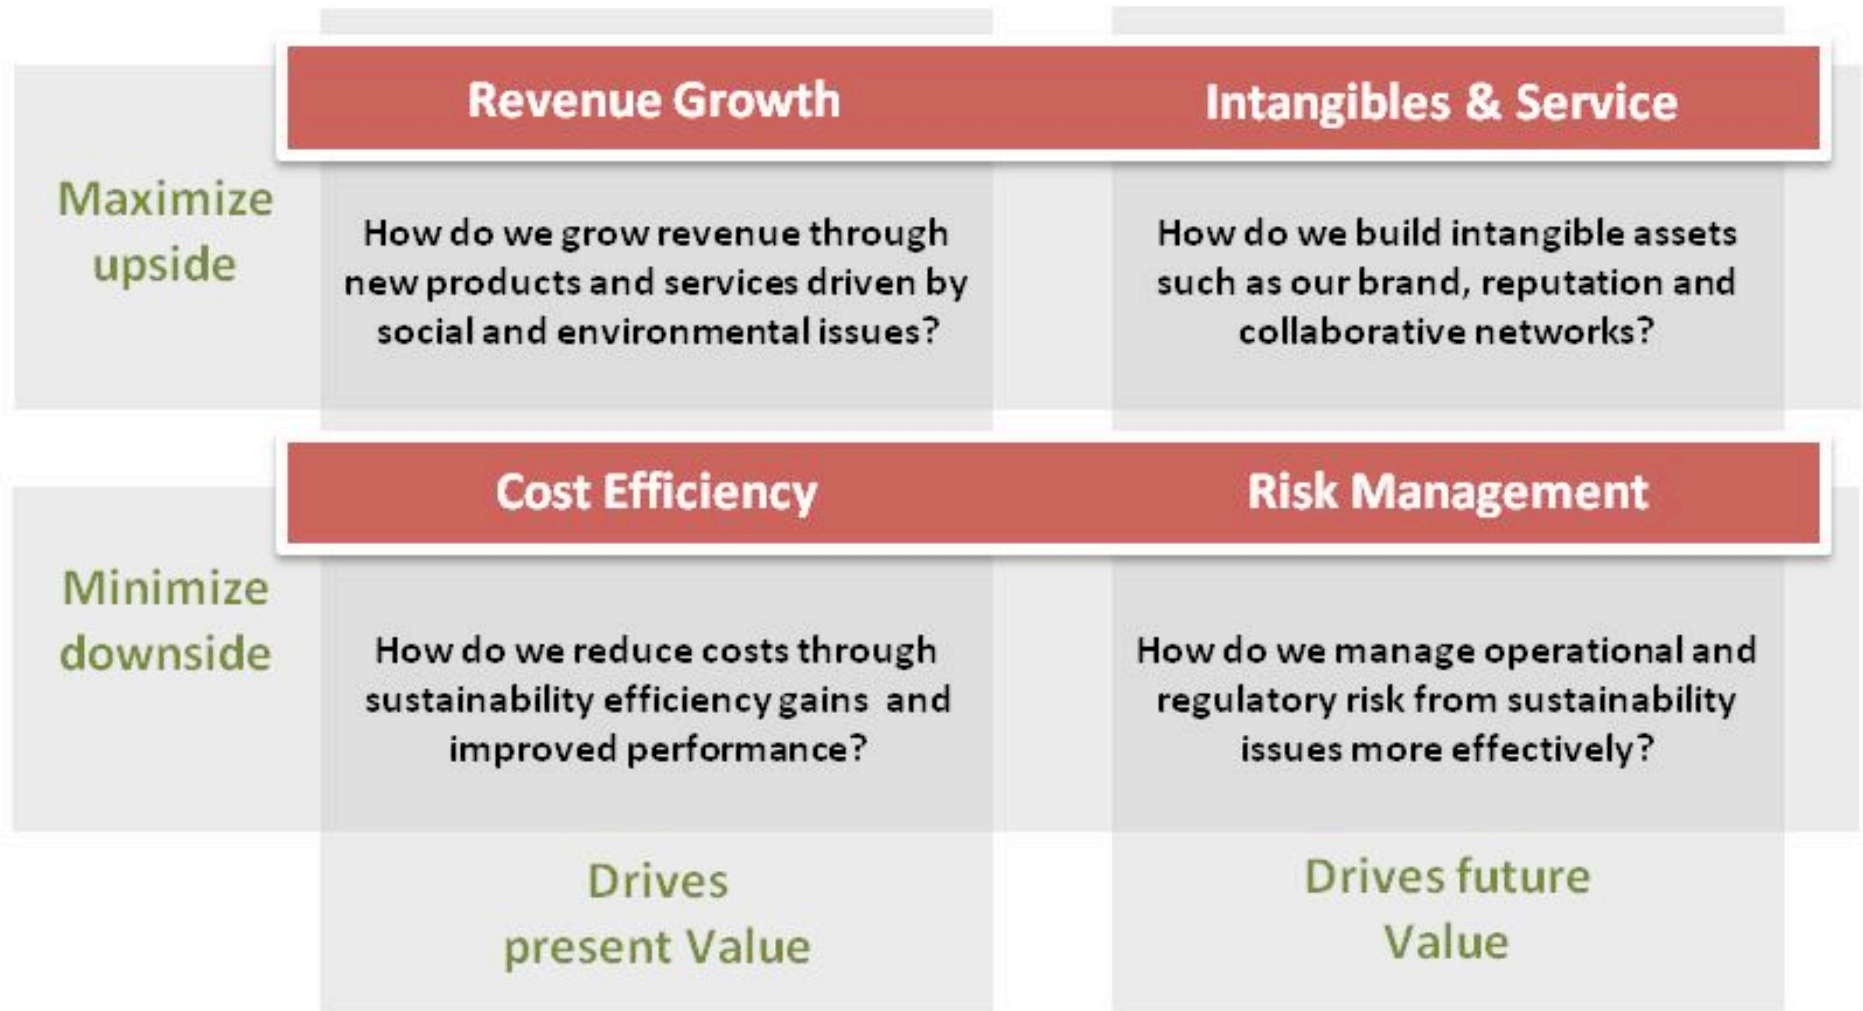 Revenue Growth
Intangibles & Service
Maximize
upside
How do we grow revenue through
new products and services driven by
social and environmental issues?
How do we build intangible assets
such as our brand, reputation and
collaborative networks?
Cost Efficiency
Risk Management
Minimize
downside
How do we reduce costs through
sustainability efficiency gains and
improved performance?
How do we manage operational and
regulatory risk from sustainability
issues more effectively?
Drives
present Value
Drives future
Value